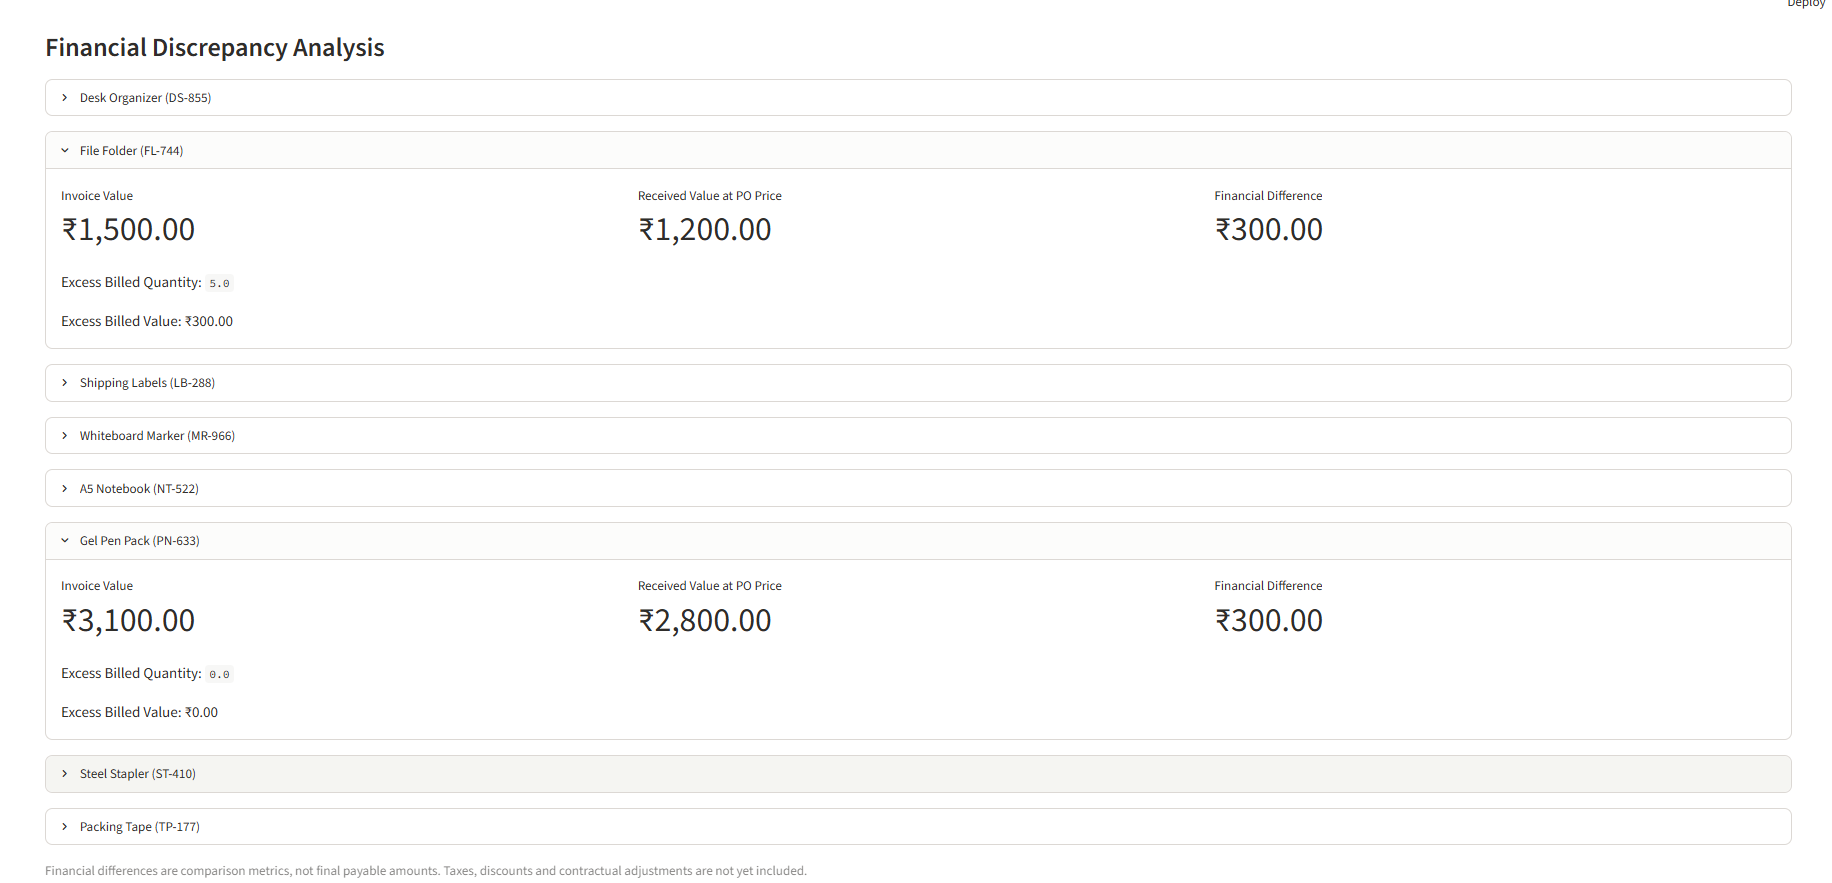 Deploy
Financial Discrepancy Analysis
Desk Organizer (DS-855)
File Folder (FL-744)
Invoice Value
Received Value at PO Price
Financial Difference
₹1,500.00
₹1,200.00
₹300.00
Excess Billed Quantity: 5.0
Excess Billed Value: ₹300.00
Shipping Labels (LB-288)
Whiteboard Marker (MR-966)
A5 Notebook (NT-522)
Gel Pen Pack (PN-633)
Invoice Value
Received Value at PO Price
Financial Difference
₹3,100.00
₹2,800.00
₹300.00
Excess Billed Quantity: 0.0
Excess Billed Value: ₹0.00
Steel Stapler (ST-410)
Packing Tape (TP-177)
Financial differences are comparison metrics, not final payable amounts. Taxes, discounts and contractual adjustments are not yet included.